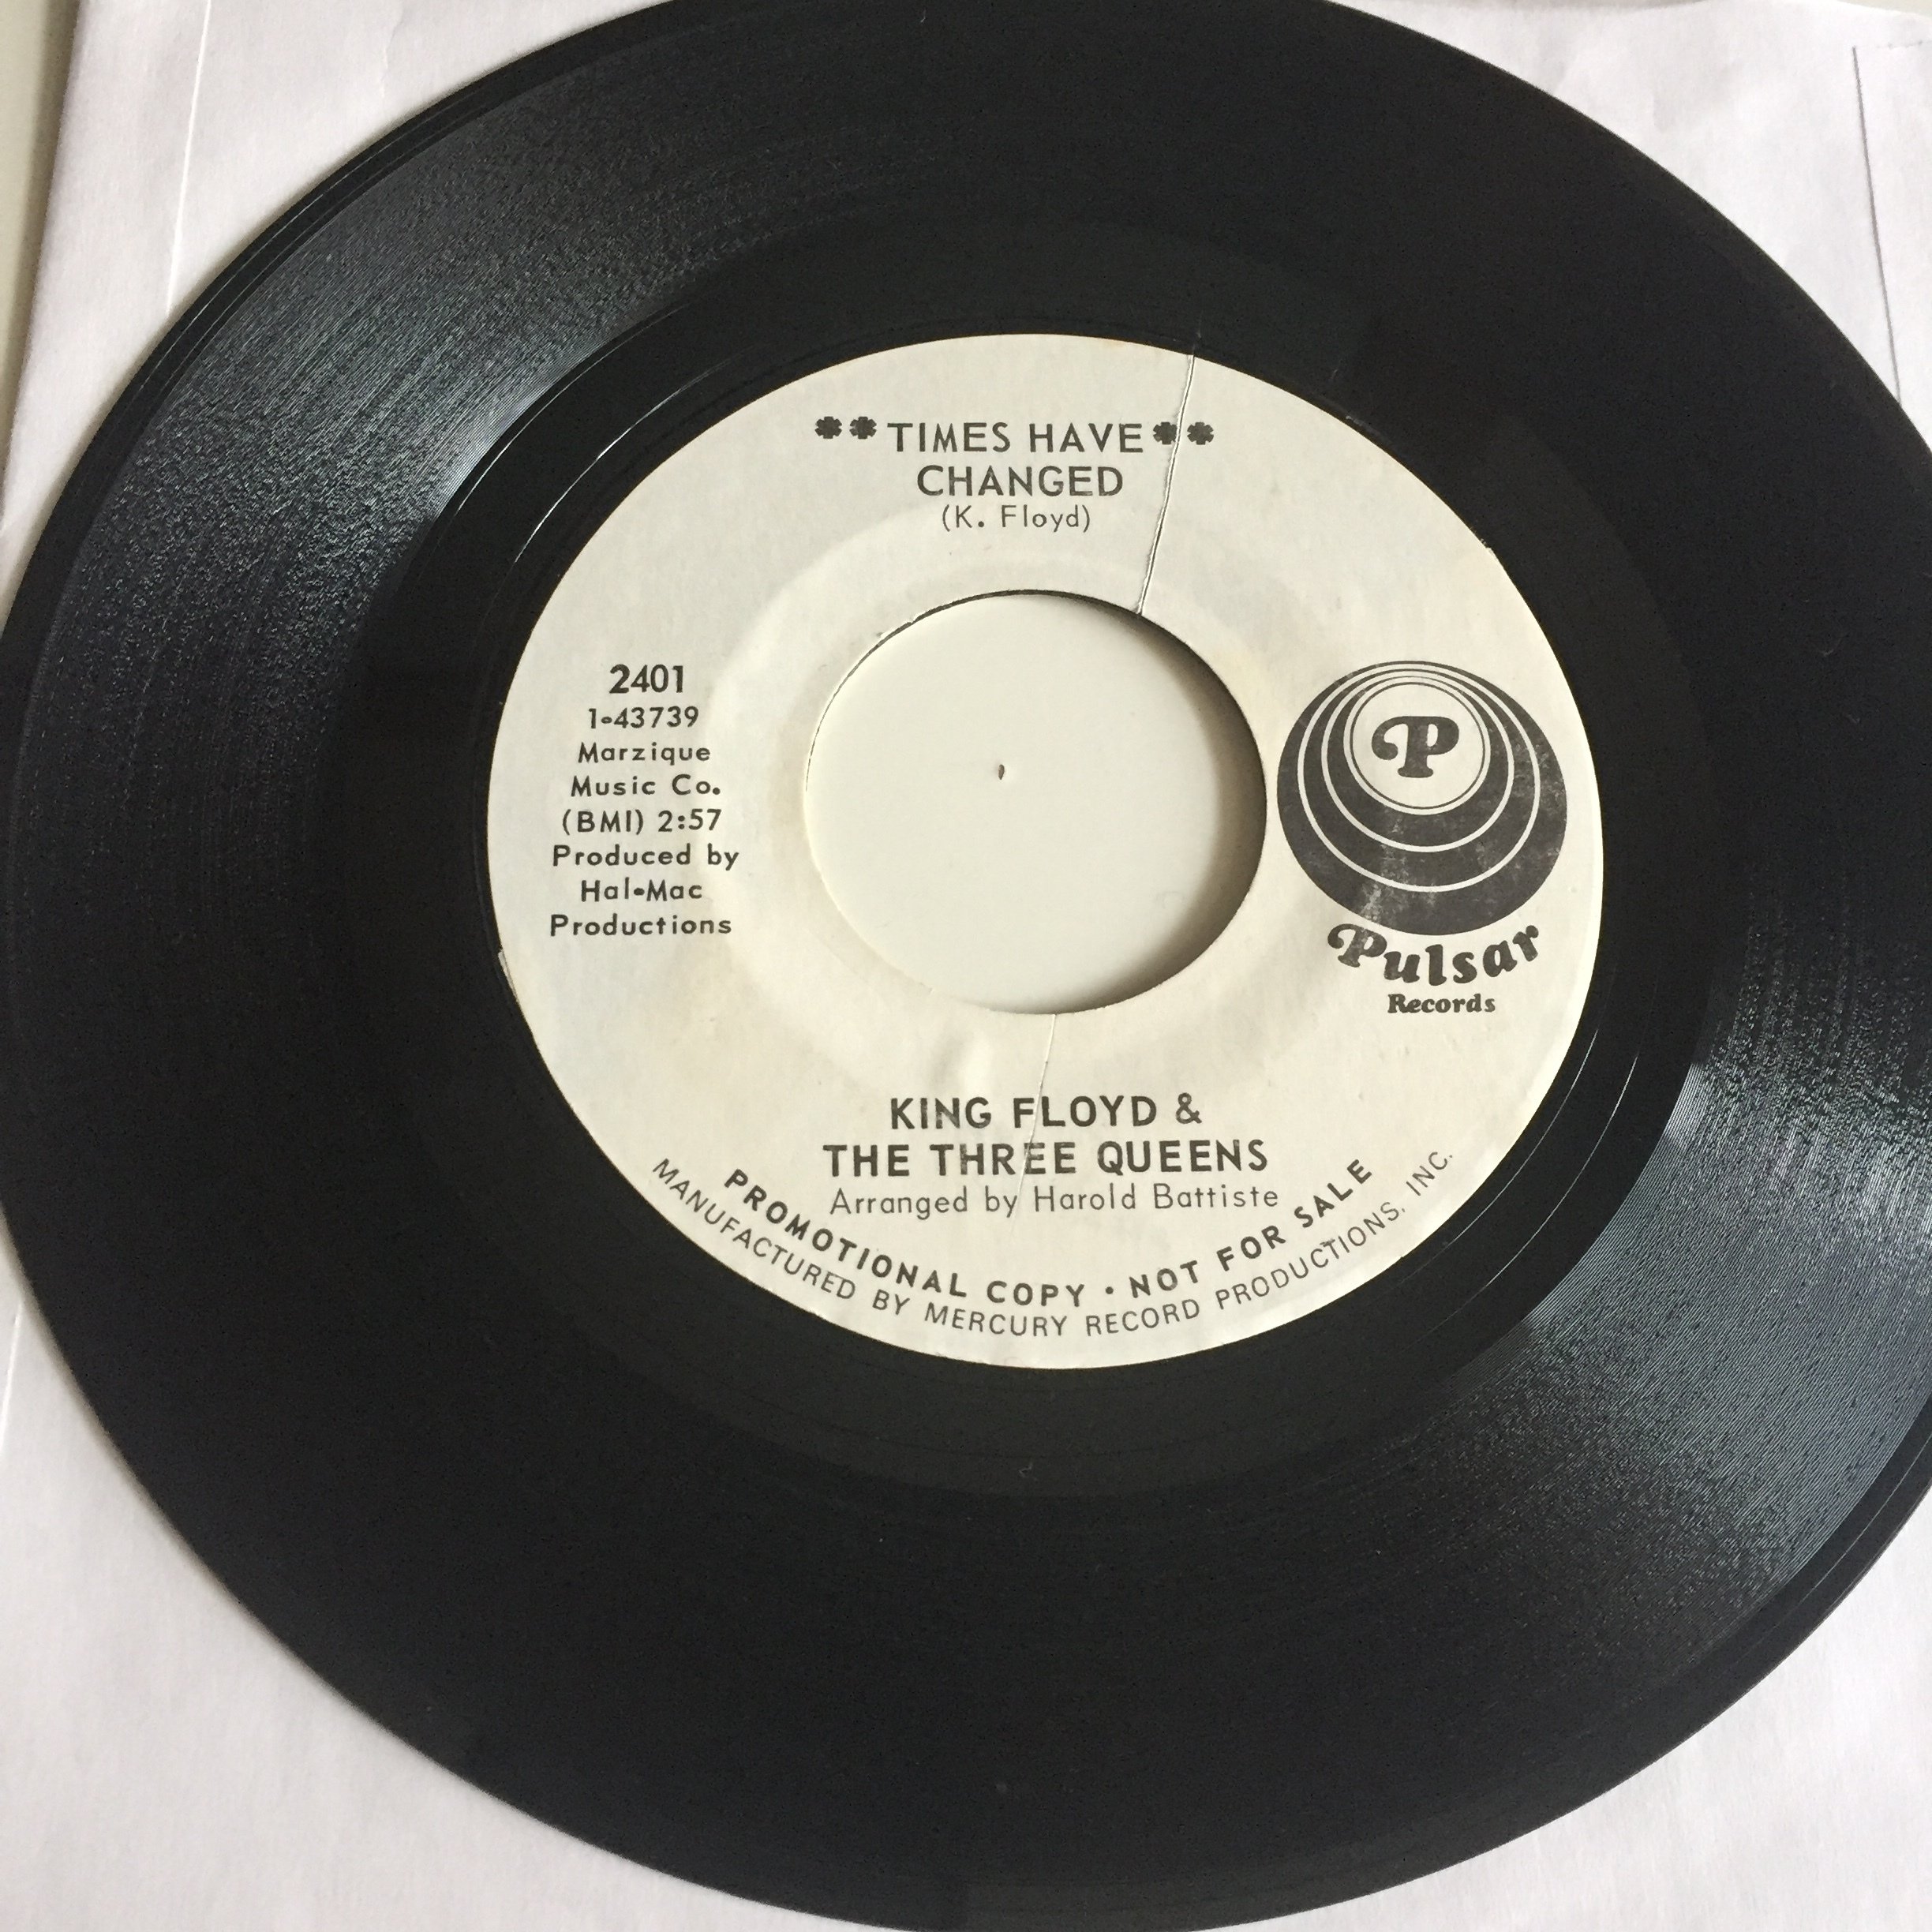 **TIMES HAVE**
CHANGED
(K. Floyd)
2401
1-43739
Marzique
Music Co.
(BMI) 2:57
Produced by
Hal-Mac
Productions
P
Pulsar
Records
KING FLOYD &
THE THREE QUEENS
Arranged by Harold Battiste
PROMOTIONAL COPY • NOT FOR SALE
MANUFACTURED BY MERCURY RECORD PRODUCTIONS, INC.